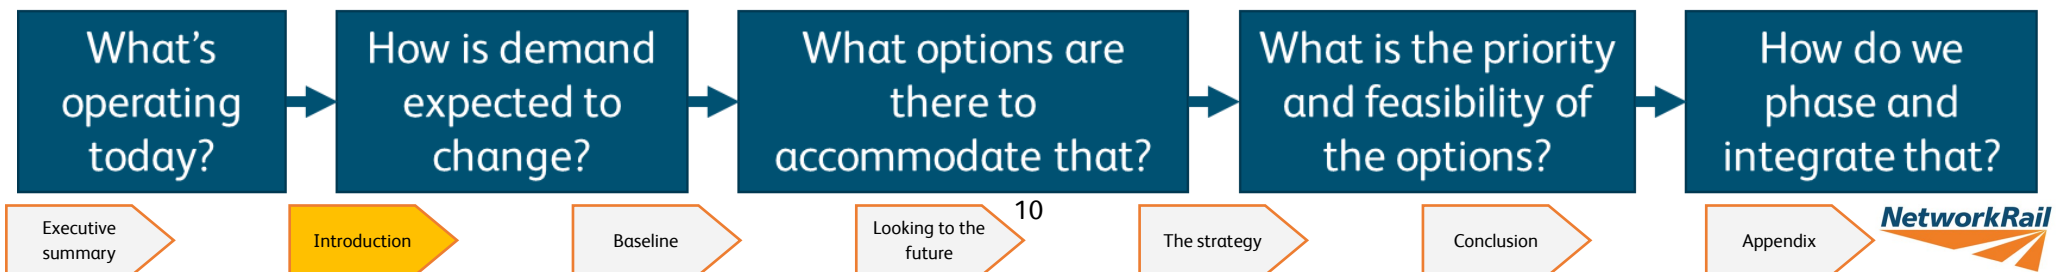 What's
operating
today?
How is demand
expected to
change?
What options are
there to
accommodate that?
What is the priority
and feasibility of
the options?
How do we
phase and
integrate that?
Executive
summary
Introduction
Baseline
Looking to the
future
10
The strategy
Conclusion
Appendix
NetworkRail